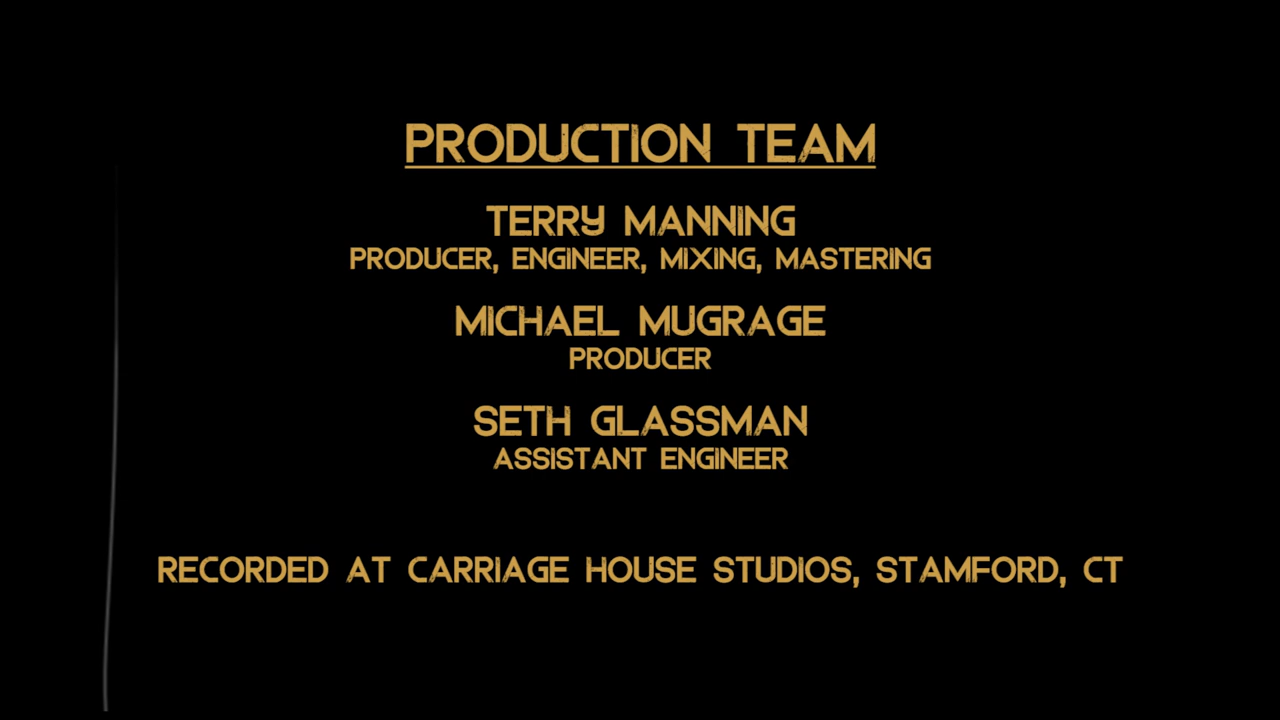 PRODUCTION TEAM
TERRY MANNING
PRODUCER, ENGINEER, MIXING, MASTERING
MICHAEL MUGRAGE
PRODUCER
SETH GLASSMAN
ASSISTANT ENGINEER
RECORDED AT CARRIAGE HOUSE STUDIOS, STAMFORD, CT